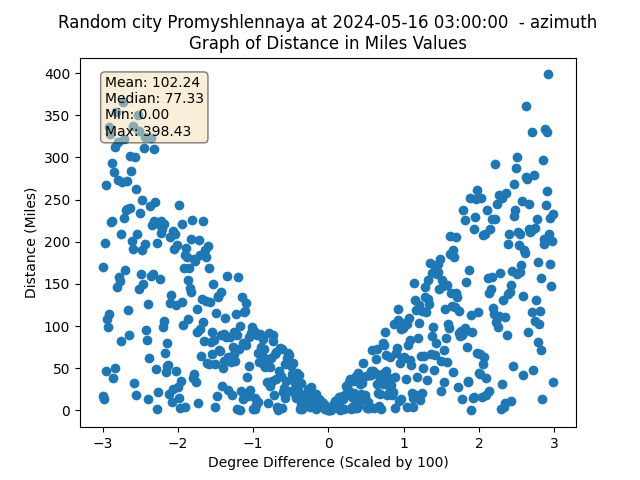 Random city Promyshlennaya at 2024-05-16 03:00:00 - azimuth
Graph of Distance in Miles Values
Mean: 102.24
Median: 77.33
Min: 0.00
Max: 398.43
400
350
300
250
200
150
100
50
0
Distance (Miles)
−3 −2 −1 0 1 2 3
Degree Difference (Scaled by 100)